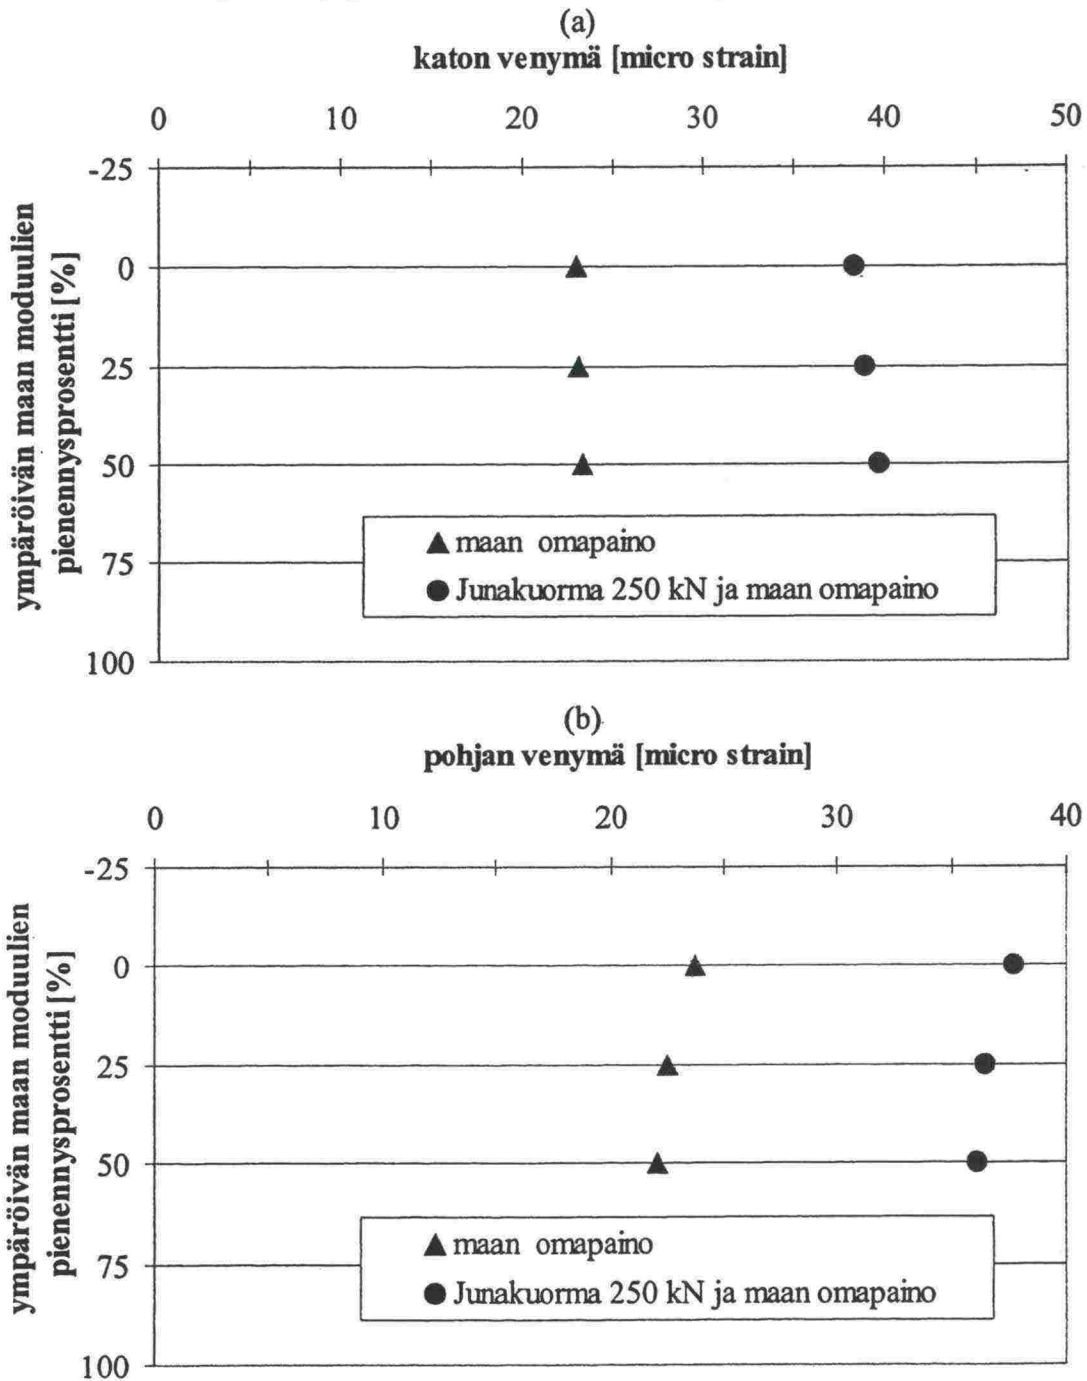 (a)
katon venymä [micro strain]
0 10 20 30 40 50
-25
0
25
50
75
100
ympäröivän maan moduulien
pienennysprosentti [%]
▲ maan omapaino
● Junakuorma 250 kN ja maan omapaino
(b)
pohjan venymä [micro strain]
0 10 20 30 40
-25
0
25
50
75
100
ympäröivän maan moduulien
pienennysprosentti [%]
▲ maan omapaino
● Junakuorma 250 kN ja maan omapaino